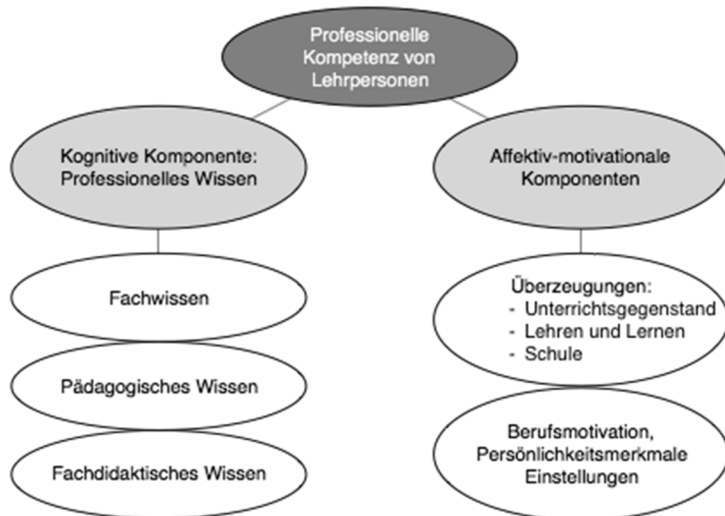 Professionelle
Kompetenz von
Lehrpersonen
Kognitive Komponente:
Professionelles Wissen
Fachwissen
Pädagogisches Wissen
Fachdidaktisches Wissen
Affektiv-motivationale
Komponenten
Überzeugungen:
- Unterrichtsgegenstand
- Lehren und Lernen
- Schule
Berufsmotivation,
Persönlichkeitsmerkmale
Einstellungen